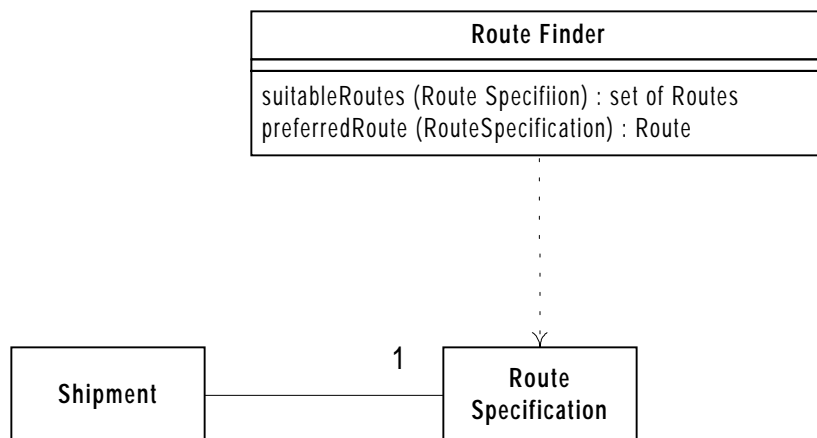 Route Finder
suitableRoutes (Route Specifiion) : set of Routes
preferredRoute (RouteSpecification) : Route
1
Shipment
Route
Specification